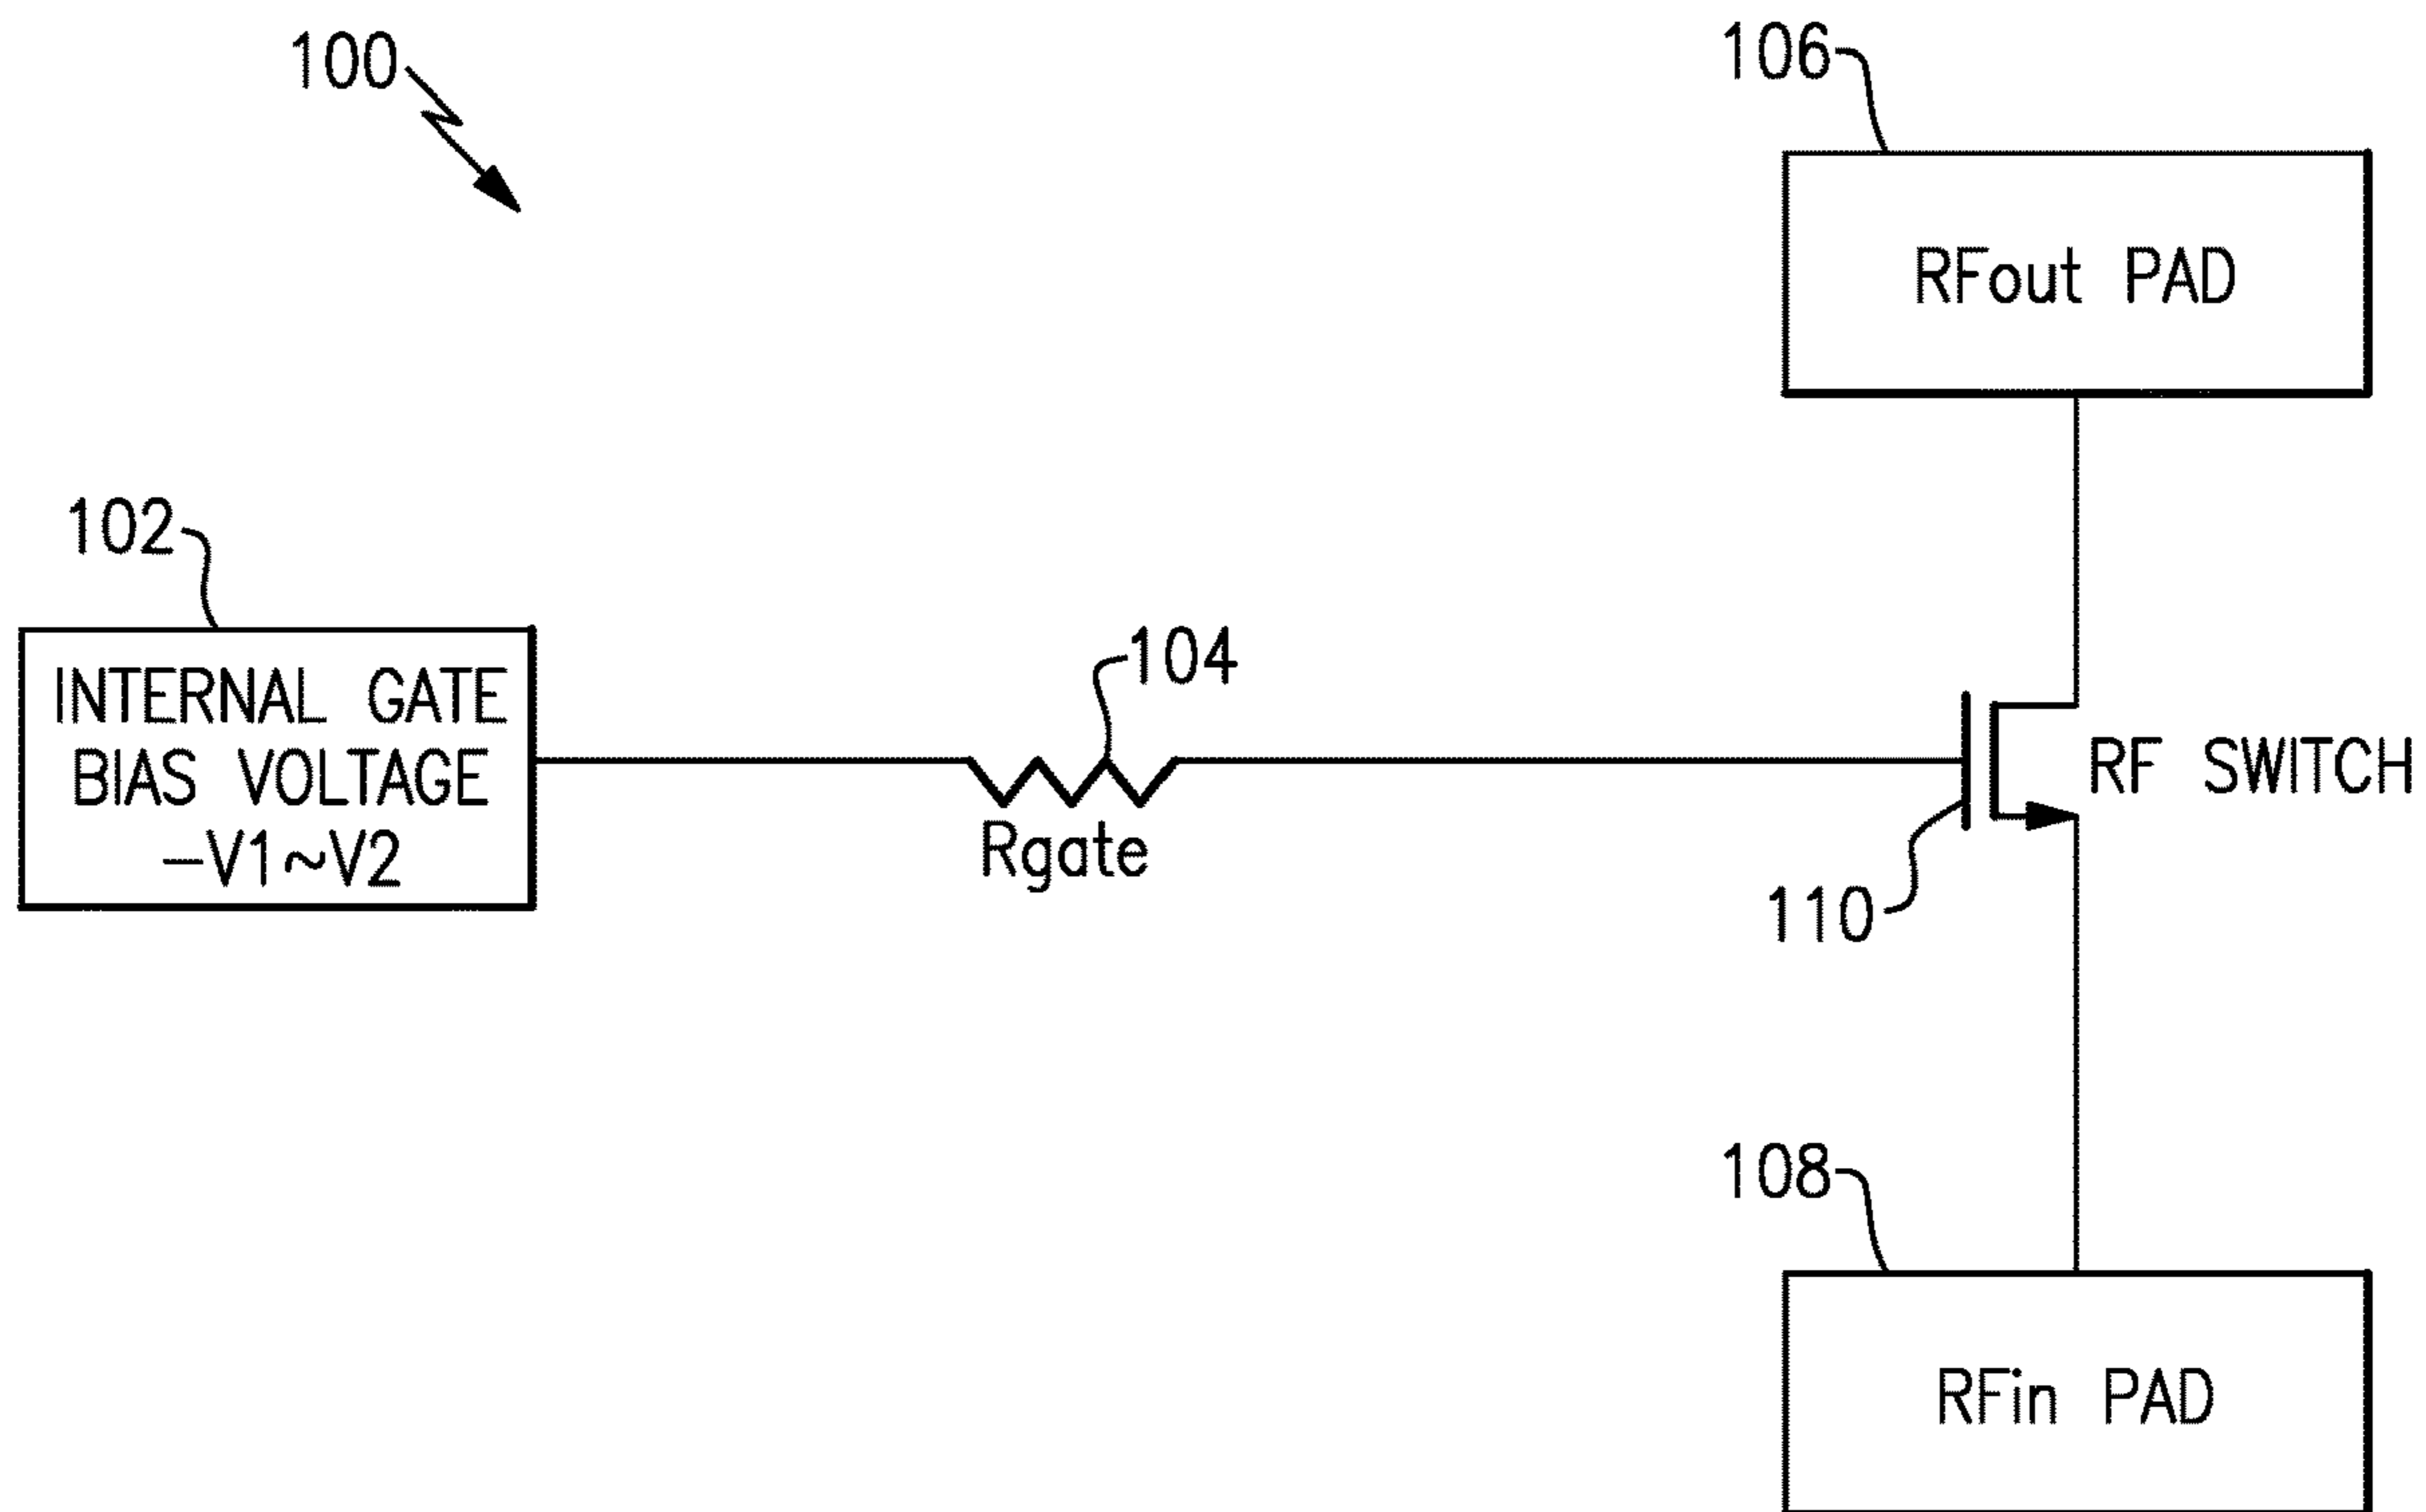 100
106
RFout PAD
102
INTERNAL GATE
BIAS VOLTAGE
-V1~V2
104
Rgate
RF SWITCH
110
108
RFin PAD